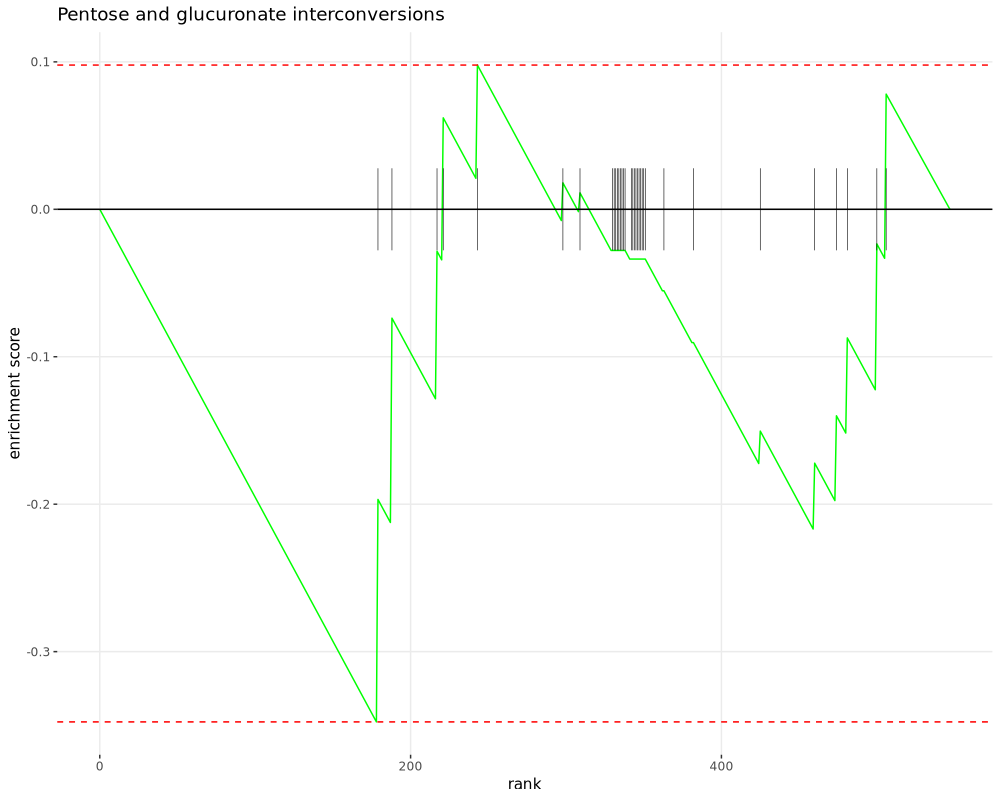 Pentose and glucuronate interconversions
0.1
0.0
-0.1
-0.2
-0.3
enrichment score
0
200
400
rank